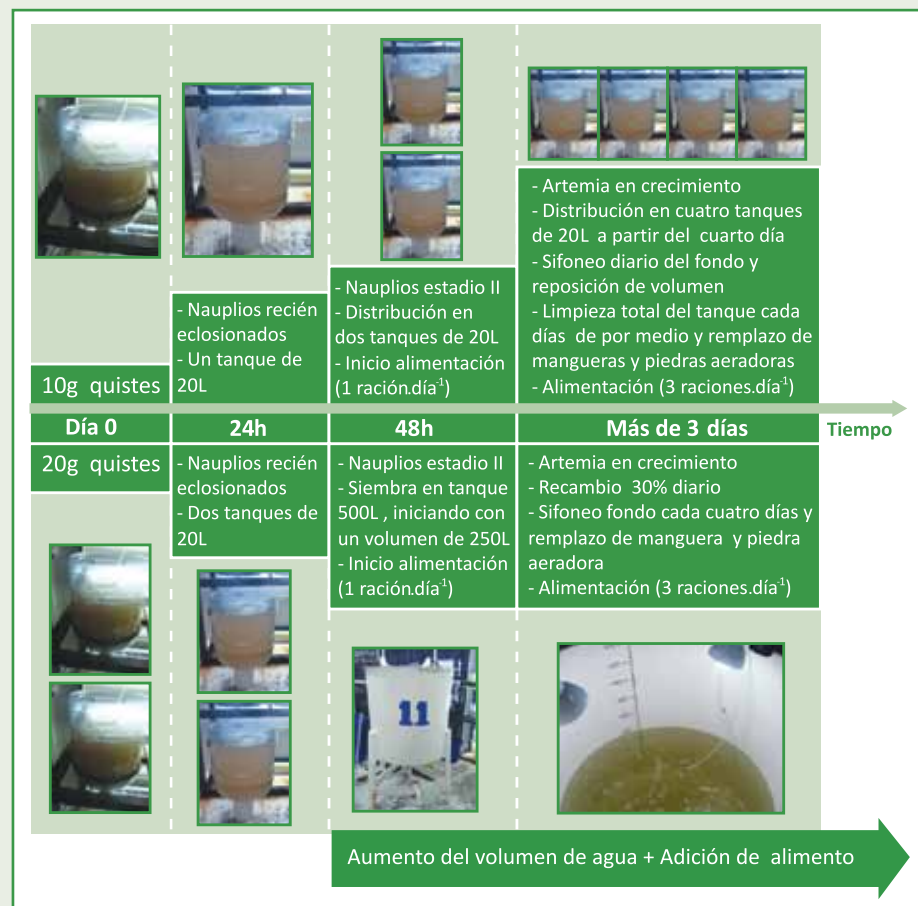 10g quistes
- Nauplios recién
eclosionados
- Un tanque de
20L
- Nauplios estadio II
- Distribución en
dos tanques de 20L
- Inicio alimentación
(1 ración.día⁻¹)
- Artemia en crecimiento
- Distribución en cuatro tanques
de 20L a partir del cuarto día
- Sifoneo diario del fondo y
reposición de volumen
- Limpieza total del tanque cada
días de por medio y remplazo de
mangueras y piedras aeradoras
- Alimentación (3 raciones.día⁻¹)
Día 0
24h
48h
Más de 3 días
Tiempo
20g quistes
- Nauplios recién
eclosionados
- Dos tanques de
20L
- Nauplios estadio II
- Siembra en tanque
500L , iniciando con
un volumen de 250L
- Inicio alimentación
(1 ración.día⁻¹)
- Artemia en crecimiento
- Recambio 30% diario
- Sifoneo fondo cada cuatro días y
remplazo de manguera y piedra
aeradora
- Alimentación (3 raciones.día⁻¹)
11
Aumento del volumen de agua + Adición de alimento